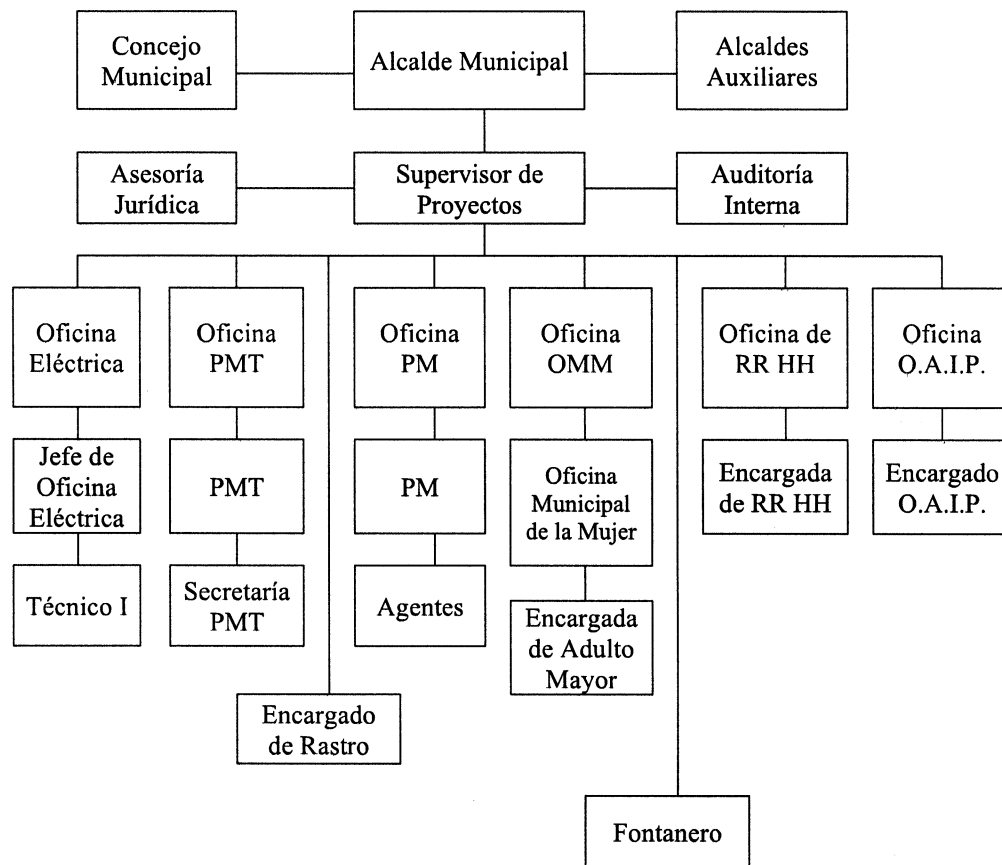 Concejo
Municipal
Alcalde Municipal
Alcaldes
Auxiliares
Asesoría
Jurídica
Supervisor de
Proyectos
Auditoría
Interna
Oficina
Eléctrica
Oficina
PMT
Oficina
PM
Oficina
OMM
Oficina de
RR HH
Oficina
O.A.I.P.
Jefe de
Oficina
Eléctrica
PMT
PM
Oficina
Municipal
de la Mujer
Encargada
de RR HH
Encargado
O.A.I.P.
Técnico I
Secretaría
PMT
Agentes
Encargada
de Adulto
Mayor
Encargado
de Rastro
Fontanero